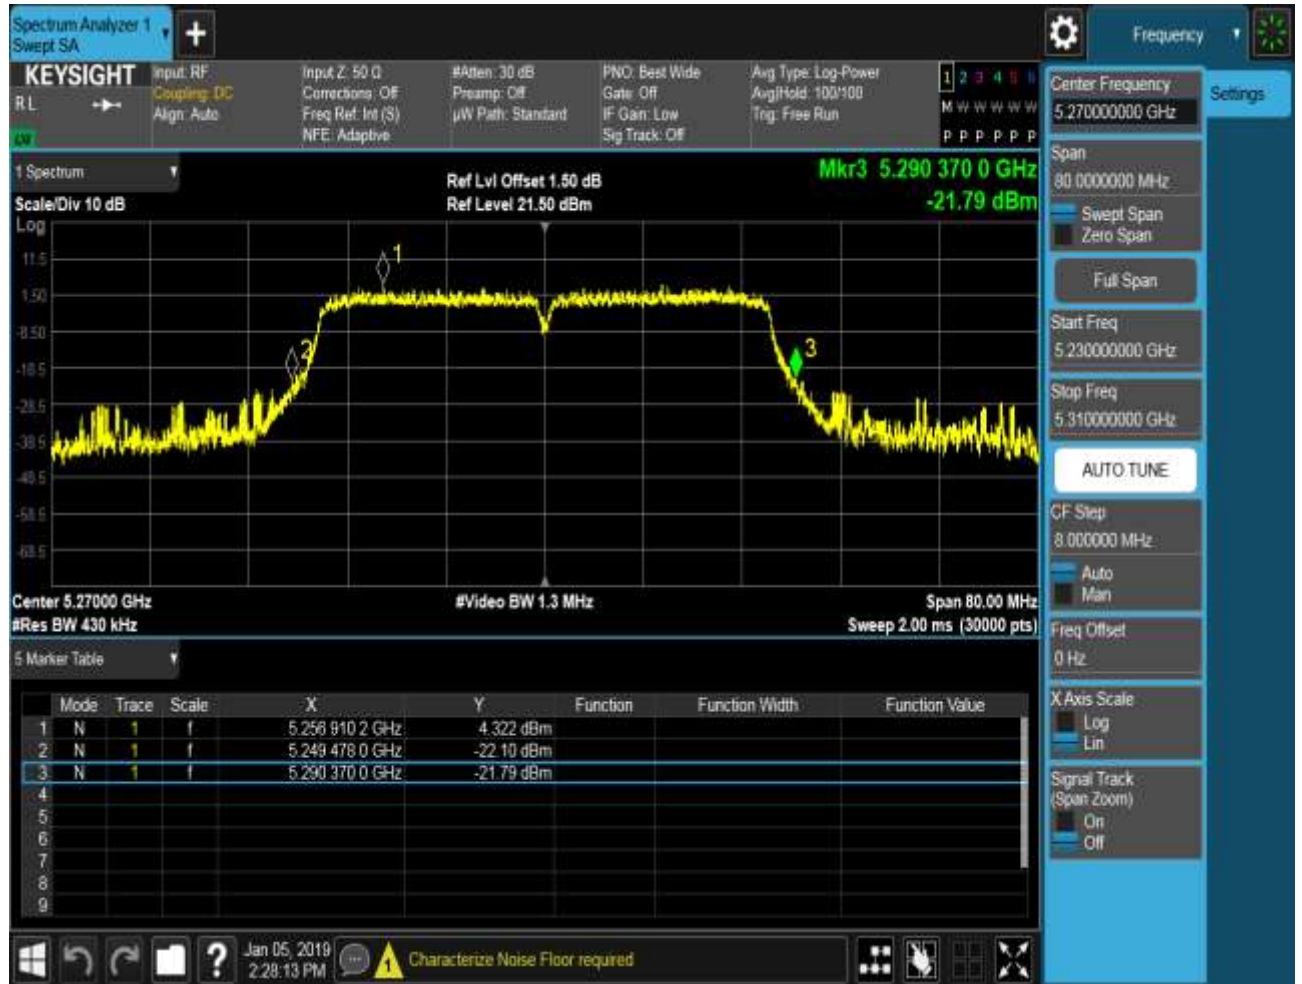 Spectrum Analyzer 1
Swept SA
Frequency
KEYSIGHT
R L
Input: RF
Coupling: DC
Align: Auto
Input Z: 50 Ω
Corrections: Off
Freq Ref: Int (S)
NFE: Adaptive
#Atten: 30 dB
Preamp: Off
µW Path: Standard
PNO: Best Wide
Gate: Off
IF Gain: Low
Sig Track: Off
Avg Type: Log-Power
Avg|Hold: 100/100
Trig: Free Run
1 2 3 4 5 6
M W W W W W
P P P P P P
1 Spectrum
Scale/Div 10 dB
Log
Ref Lvl Offset 1.50 dB
Ref Level 21.50 dBm
Mkr3 5.290 370 0 GHz
-21.79 dBm
11.5
1.50
-8.50
-18.5
-28.5
-38.5
-48.5
-58.5
-68.5
1
2
3
Center 5.27000 GHz
#Video BW 1.3 MHz
Span 80.00 MHz
#Res BW 430 kHz
Sweep 2.00 ms (30000 pts)
5 Marker Table
Mode Trace Scale X Y Function Function Width Function Value
1 N 1 f 5.256 910 2 GHz 4.322 dBm
2 N 1 f 5.249 478 0 GHz -22.10 dBm
3 N 1 f 5.290 370 0 GHz -21.79 dBm
4
5
6
7
8
9
Jan 05, 2019
2:28:13 PM
Characterize Noise Floor required
Settings
Center Frequency
5.270000000 GHz
Span
80.0000000 MHz
Swept Span
Zero Span
Full Span
Start Freq
5.230000000 GHz
Stop Freq
5.310000000 GHz
AUTO TUNE
CF Step
8.000000 MHz
Auto
Man
Freq Offset
0 Hz
X Axis Scale
Log
Lin
Signal Track
(Span Zoom)
On
Off